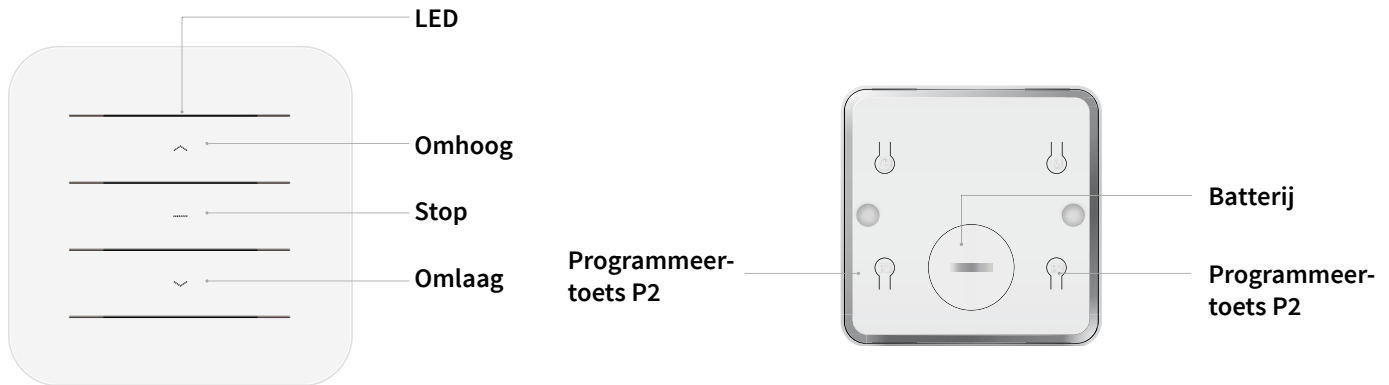 LED
Omhoog
Stop
Omlaag
Programmeer-
toets P2
Batterij
Programmeer-
toets P2